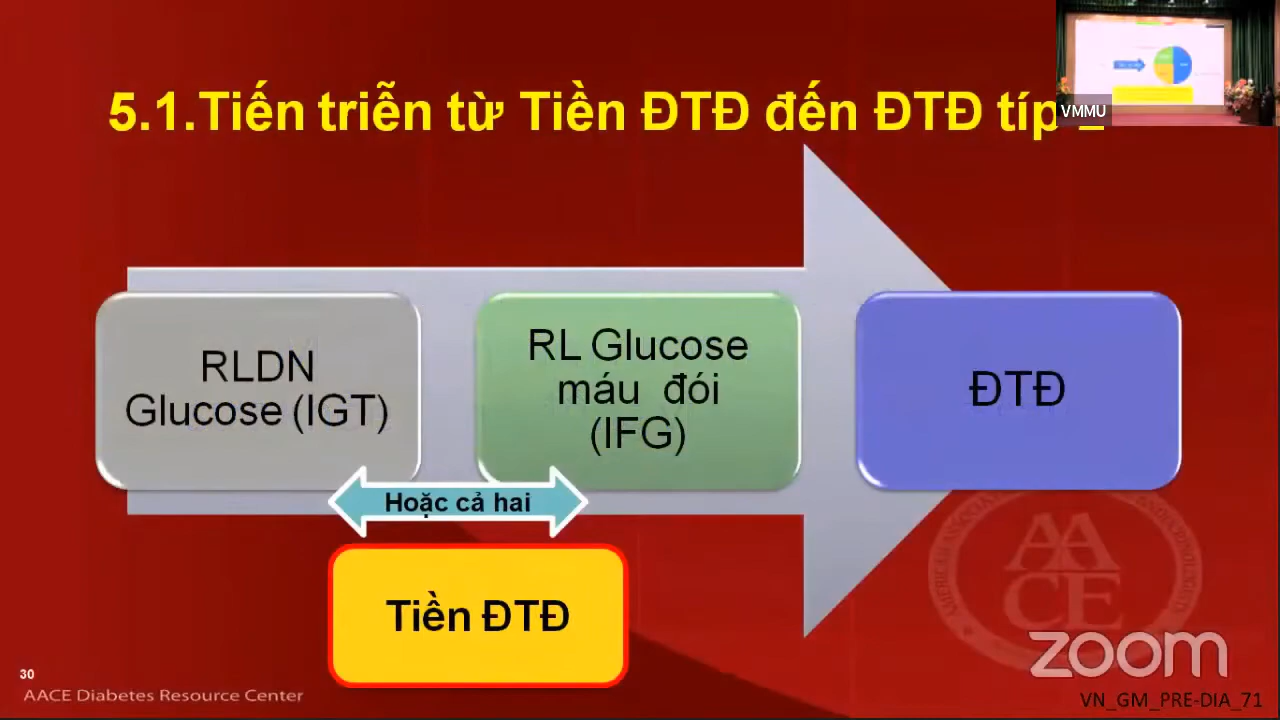 5.1.Tiến triễn từ Tiền ĐTĐ đến ĐTĐ típ
VMMU
RLDN
Glucose (IGT)
RL Glucose
máu đói
(IFG)
ĐTĐ
Hoặc cả hai
Tiền ĐTĐ
AACE
zoom
30
AACE Diabetes Resource Center
VN_GM_PRE-DIA_71